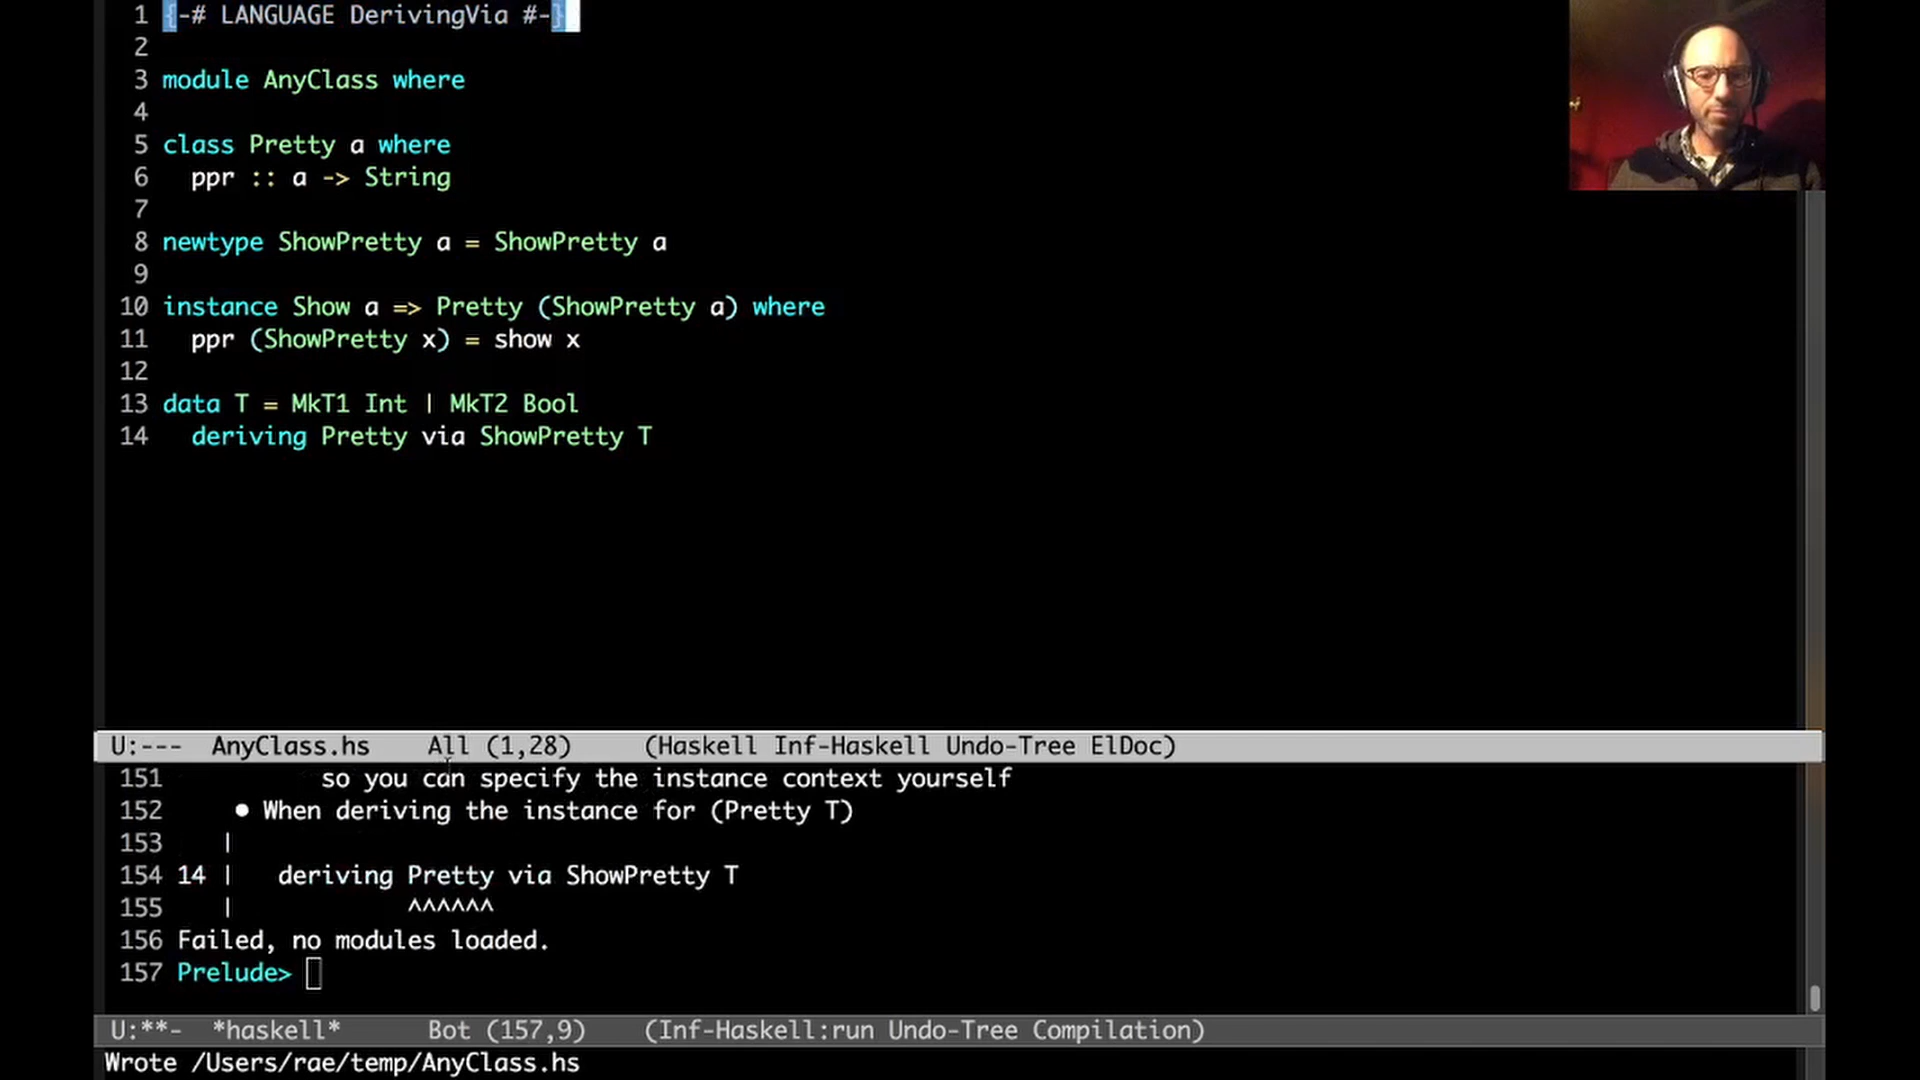 1 {-# LANGUAGE DerivingVia #-}
2
3 module AnyClass where
4
5 class Pretty a where
6   ppr :: a -> String
7
8 newtype ShowPretty a = ShowPretty a
9
10 instance Show a => Pretty (ShowPretty a) where
11   ppr (ShowPretty x) = show x
12
13 data T = MkT1 Int | MkT2 Bool
14   deriving Pretty via ShowPretty T
U:---  AnyClass.hs    All (1,28)     (Haskell Inf-Haskell Undo-Tree ElDoc)
151           so you can specify the instance context yourself
152     • When deriving the instance for (Pretty T)
153    |
154 14 |   deriving Pretty via ShowPretty T
155    |            ^^^^^^
156 Failed, no modules loaded.
157 Prelude>
U:**-  *haskell*      Bot (157,9)    (Inf-Haskell:run Undo-Tree Compilation)
Wrote /Users/rae/temp/AnyClass.hs